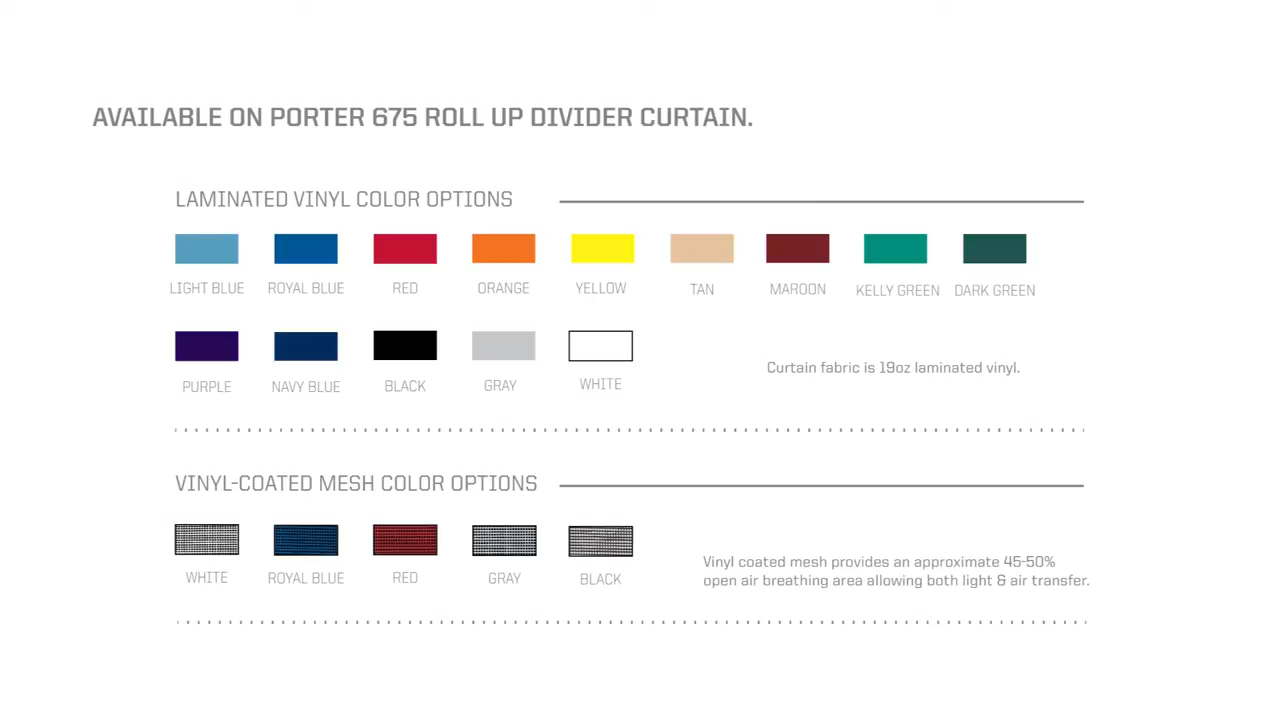 AVAILABLE ON PORTER 675 ROLL UP DIVIDER CURTAIN.
LAMINATED VINYL COLOR OPTIONS
LIGHT BLUE ROYAL BLUE RED ORANGE YELLOW TAN MAROON KELLY GREEN DARK GREEN
PURPLE NAVY BLUE BLACK GRAY WHITE
Curtain fabric is 19oz laminated vinyl.
VINYL-COATED MESH COLOR OPTIONS
WHITE ROYAL BLUE RED GRAY BLACK
Vinyl coated mesh provides an approximate 45-50%
open air breathing area allowing both light & air transfer.